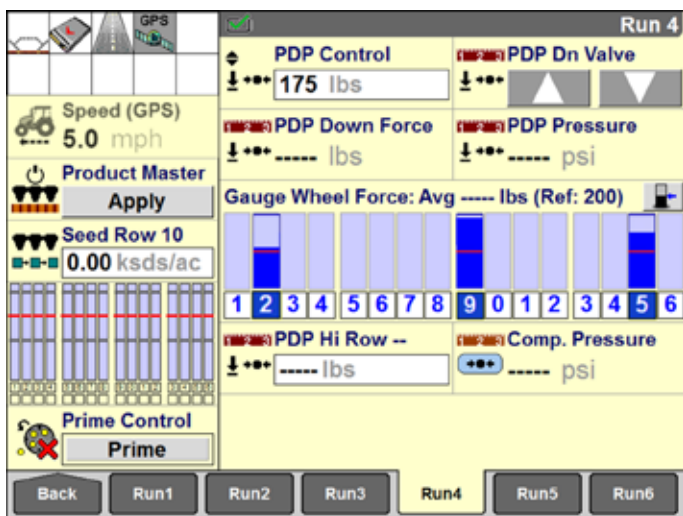 GPS
Run 4
Speed (GPS)
5.0 mph
Product Master
Apply
Seed Row 10
0.00 ksds/ac
Prime Control
Prime
PDP Control
175 lbs
PDP Dn Valve
PDP Down Force
----- lbs
PDP Pressure
----- psi
Gauge Wheel Force: Avg ----- lbs (Ref: 200)
1 2 3 4 5 6 7 8 9 0 1 2 3 4 5 6
PDP Hi Row --
----- lbs
Comp. Pressure
----- psi
Back Run1 Run2 Run3 Run4 Run5 Run6